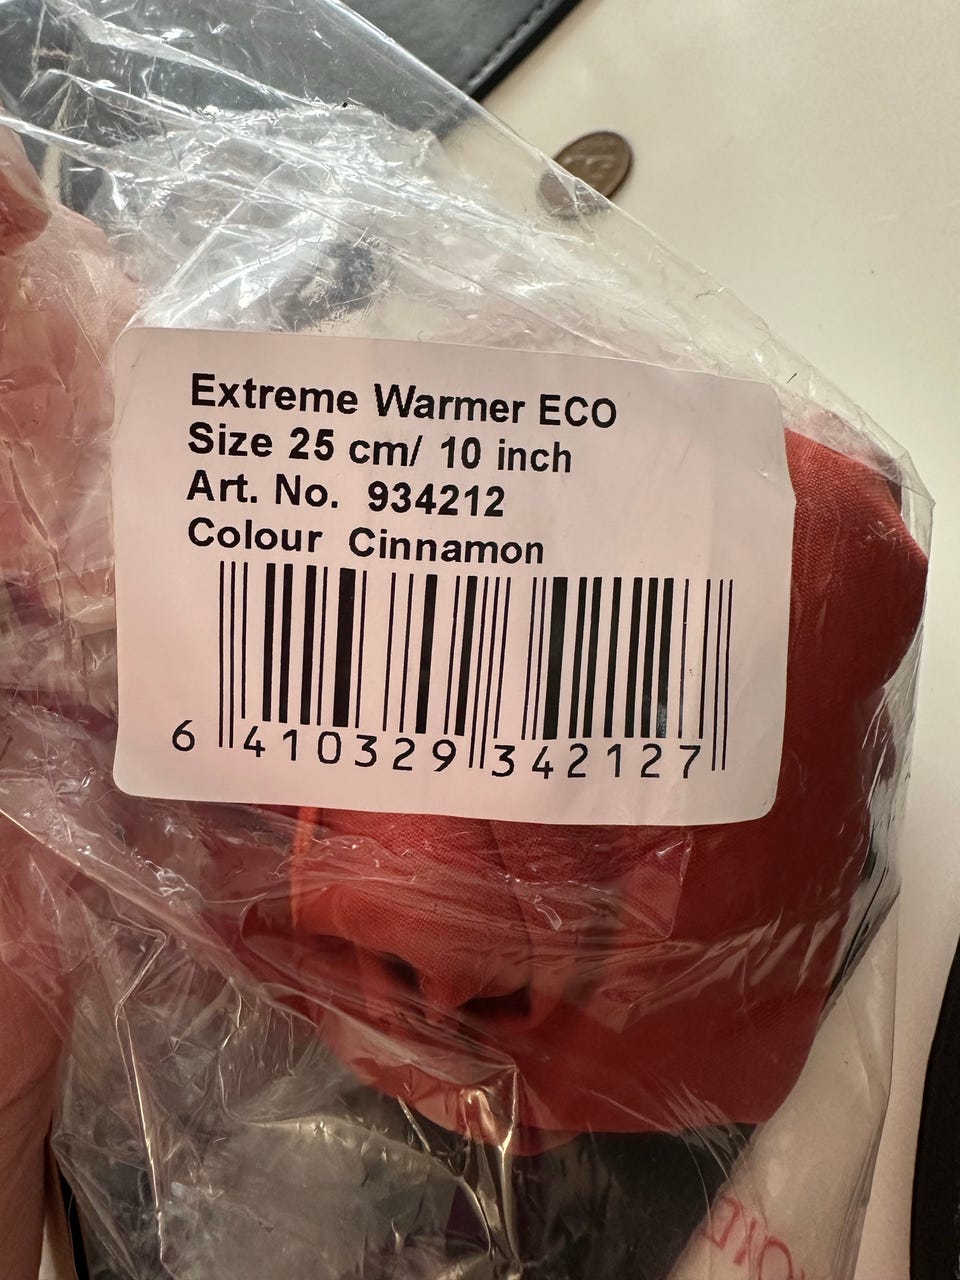 Extreme Warmer ECO
Size 25 cm/ 10 inch
Art. No. 934212
Colour Cinnamon
6 410329 342127